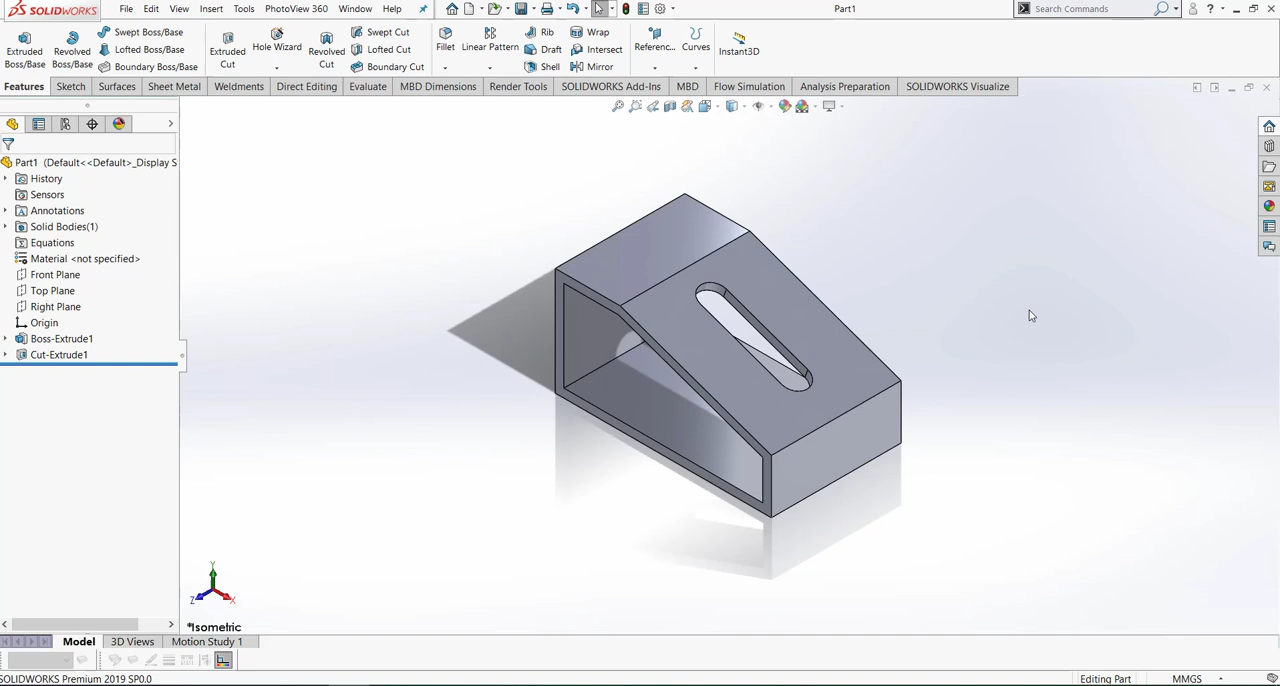 SOLIDWORKS File Edit View Insert Tools PhotoView 360 Window Help Part1 Search Commands ?
Extruded Boss/Base
Revolved Boss/Base
Swept Boss/Base
Lofted Boss/Base
Boundary Boss/Base
Extruded Cut
Hole Wizard
Revolved Cut
Swept Cut
Lofted Cut
Boundary Cut
Fillet
Linear Pattern
Rib
Draft
Shell
Wrap
Intersect
Mirror
Referenc...
Curves
Instant3D
Features Sketch Surfaces Sheet Metal Weldments Direct Editing Evaluate MBD Dimensions Render Tools SOLIDWORKS Add-Ins MBD Flow Simulation Analysis Preparation SOLIDWORKS Visualize
Part1 (Default<<Default>_Display S
History
Sensors
Annotations
Solid Bodies(1)
Equations
Material <not specified>
Front Plane
Top Plane
Right Plane
Origin
Boss-Extrude1
Cut-Extrude1
Y
Z X
*Isometric
Model 3D Views Motion Study 1
SOLIDWORKS Premium 2019 SP0.0 Editing Part MMGS